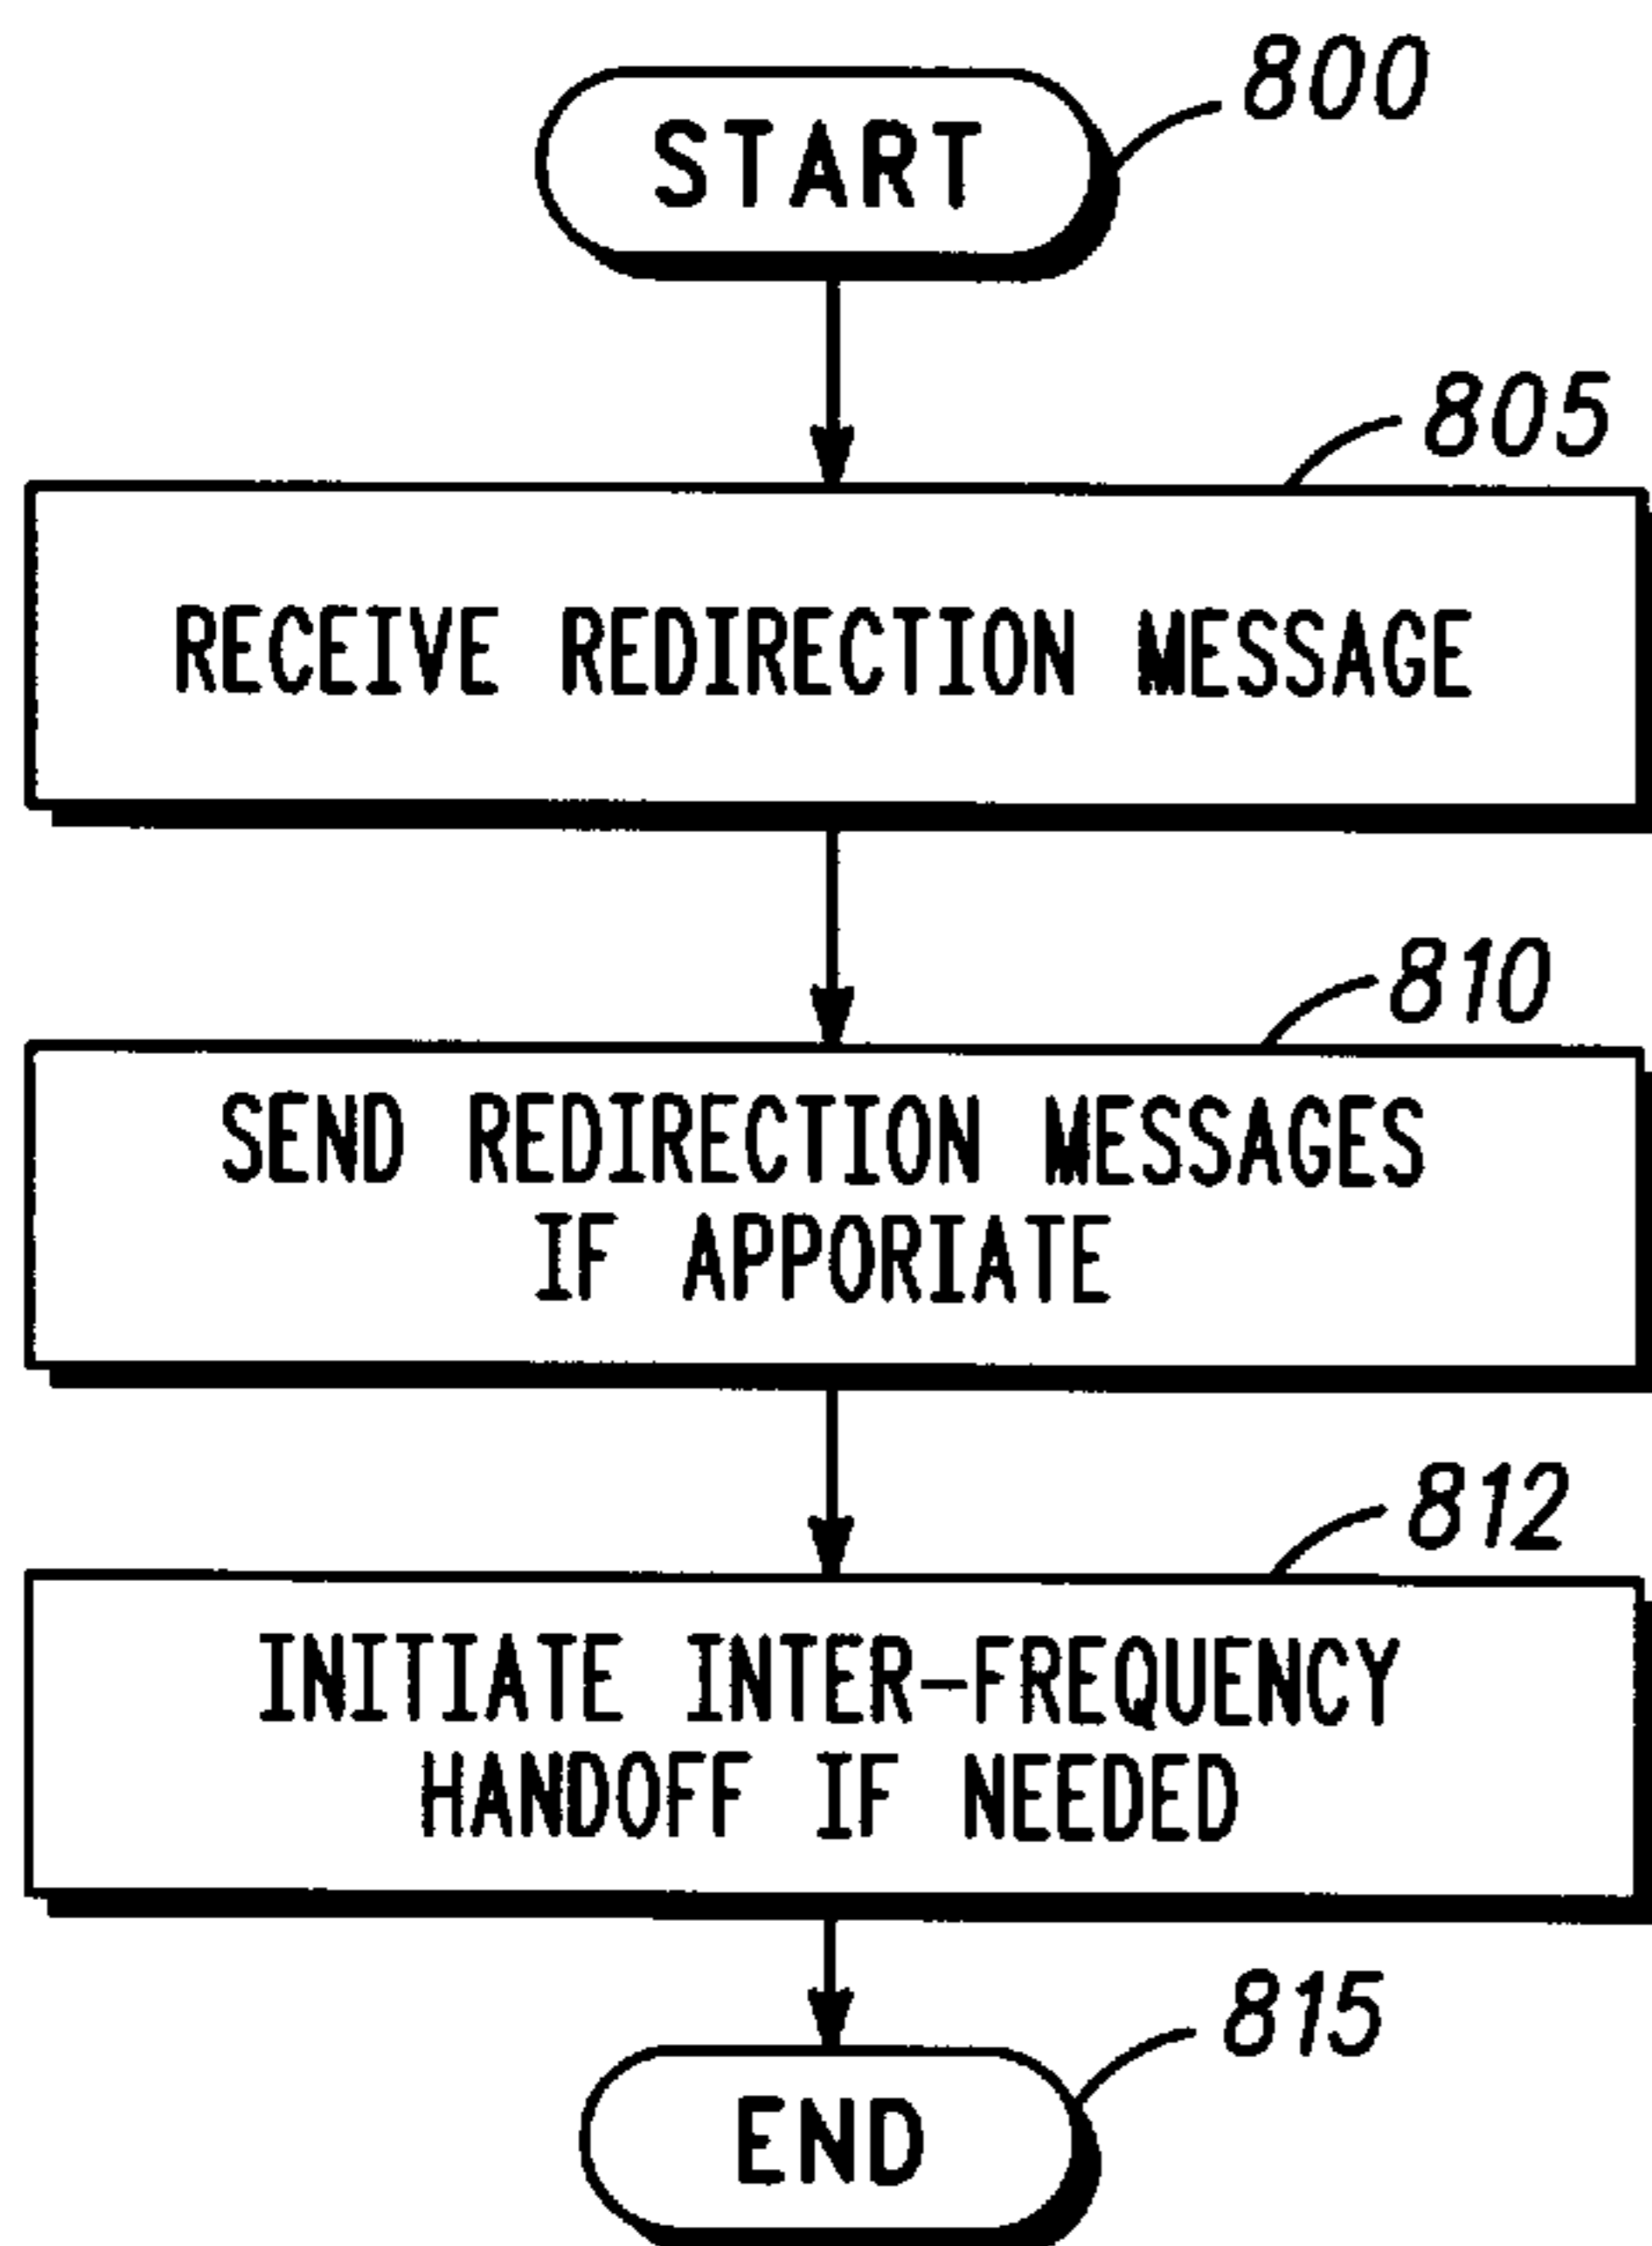 START
800
805
RECEIVE REDIRECTION MESSAGE
810
SEND REDIRECTION MESSAGES
IF APPORIATE
812
INITIATE INTER-FREQUENCY
HANDOFF IF NEEDED
815
END